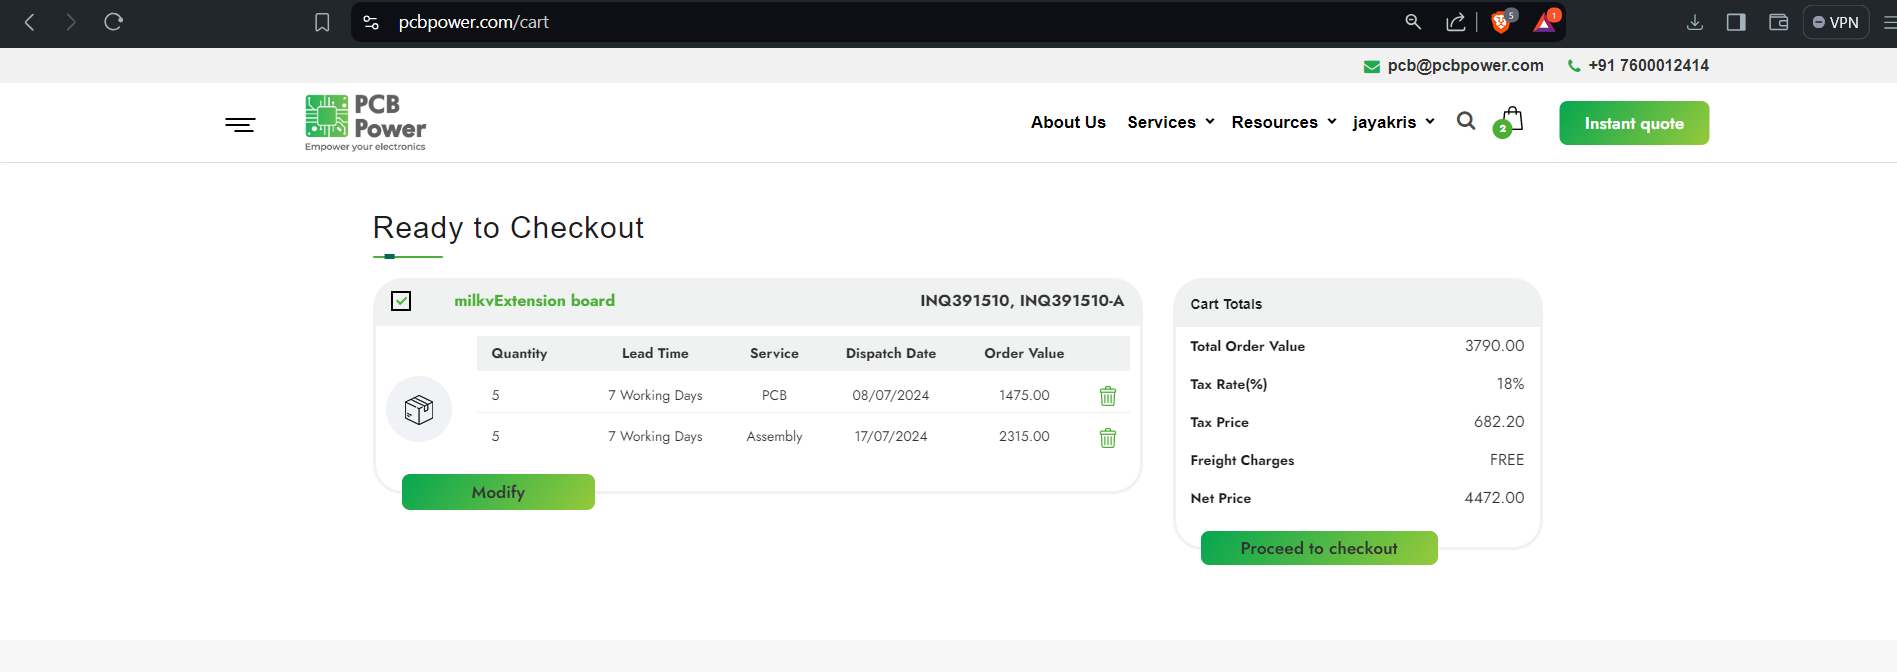 pcbpower.com/cart
5
1
VPN
pcb@pcbpower.com +91 7600012414
PCB
Power
Empower your electronics
About Us Services Resources jayakris 2 Instant quote
Ready to Checkout
milkvExtension board INQ391510, INQ391510-A
Quantity Lead Time Service Dispatch Date Order Value
5 7 Working Days PCB 08/07/2024 1475.00
5 7 Working Days Assembly 17/07/2024 2315.00
Modify
Cart Totals
Total Order Value 3790.00
Tax Rate(%) 18%
Tax Price 682.20
Freight Charges FREE
Net Price 4472.00
Proceed to checkout